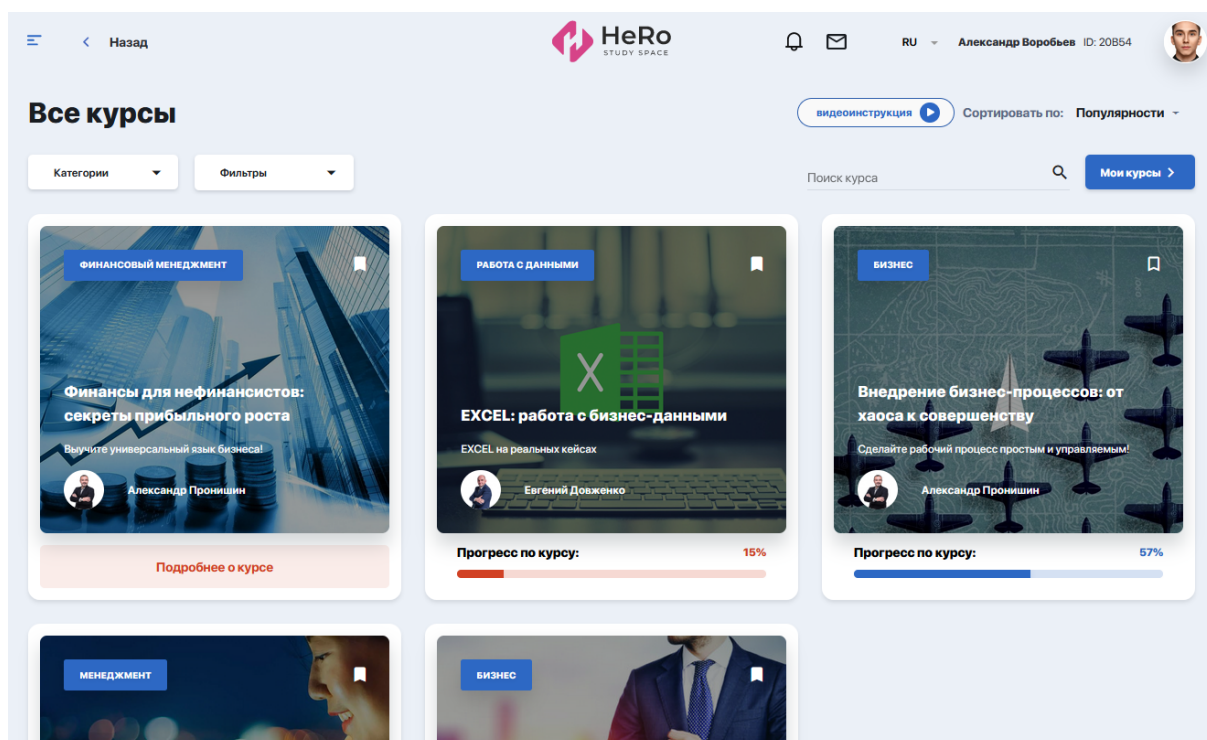 Назад
HeRo
STUDY SPACE
RU
Александр Воробьев ID: 20B54
Все курсы
видеоинструкция
Сортировать по: Популярности
Категории
Фильтры
Поиск курса
Мои курсы
ФИНАНСОВЫЙ МЕНЕДЖМЕНТ
Финансы для нефинансистов:
секреты прибыльного роста
Выучите универсальный язык бизнеса!
Александр Пронишин
Подробнее о курсе
РАБОТА С ДАННЫМИ
X
EXCEL: работа с бизнес-данными
EXCEL на реальных кейсах
Евгений Довженко
Прогресс по курсу: 15%
БИЗНЕС
Внедрение бизнес-процессов: от
хаоса к совершенству
Сделайте рабочий процесс простым и управляемым!
Александр Пронишин
Прогресс по курсу: 57%
МЕНЕДЖМЕНТ
БИЗНЕС